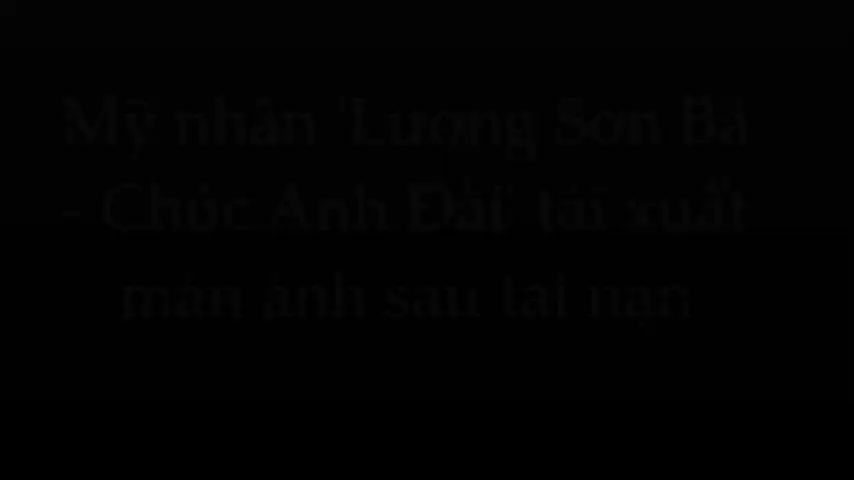 Mỹ nhân 'Lương Sơn Bá
- Chúc Anh Đài' tái xuất
màn ảnh sau tai nạn